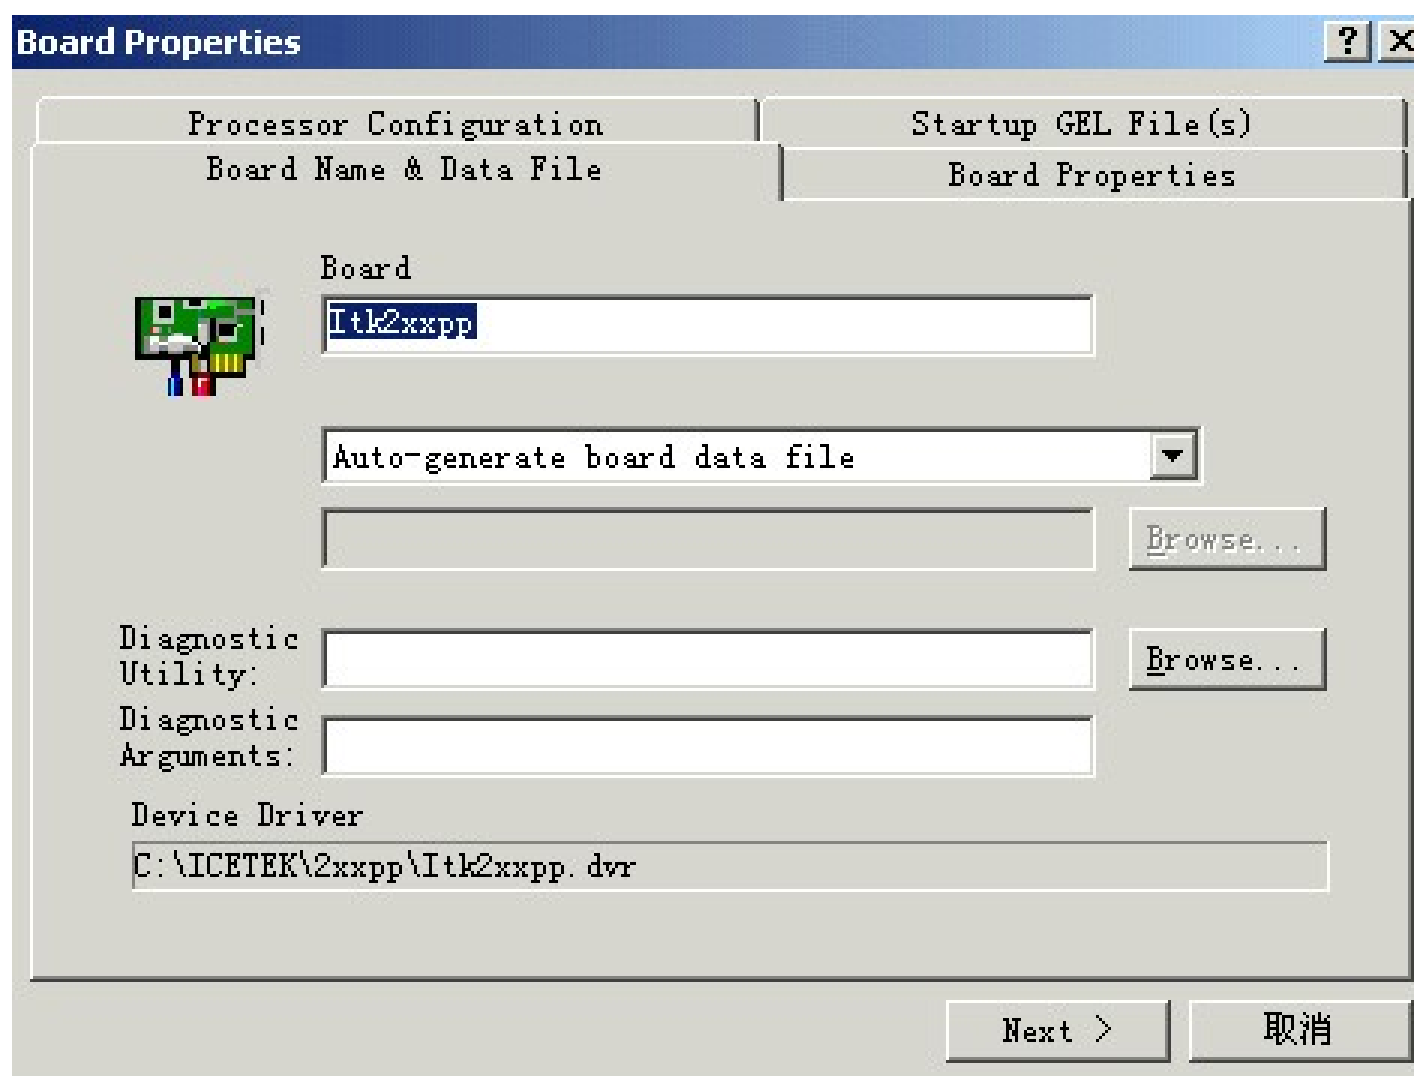 Board Properties
Processor Configuration
Startup GEL File(s)
Board Name & Data File
Board Properties
Board
Itk2xxpp
Auto-generate board data file
Browse...
Diagnostic
Utility:
Browse...
Diagnostic
Arguments:
Device Driver
C:\ICETEK\2xxpp\Itk2xxpp.dvr
Next >
取消